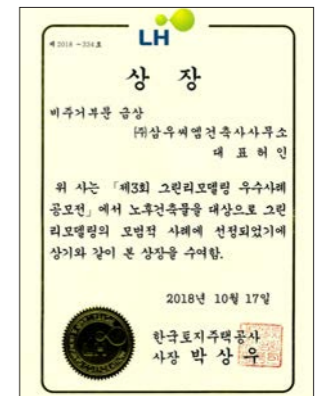 LH
제2018-334호
상 장
비주거부문 금상
㈜삼우씨엠건축사사무소
대 표 허 인
위 사는 「제3회 그린리모델링 우수사례
공모전」에서 노후건축물을 대상으로 그린
리모델링의 모범적 사례에 선정되었기에
상기와 같이 본 상장을 수여함.
2018년 10월 17일
한국토지주택공사
사장 박 상 우